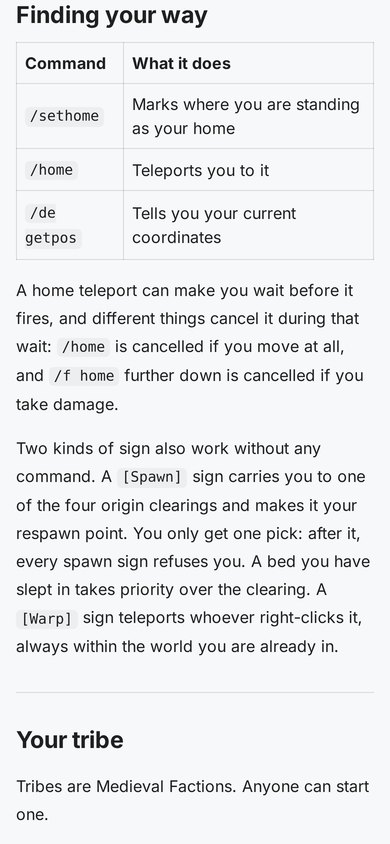 Finding your way
Command What it does
/sethome Marks where you are standing
as your home
/home Teleports you to it
/de Tells you your current
getpos coordinates
A home teleport can make you wait before it
fires, and different things cancel it during that
wait: /home is cancelled if you move at all,
and /f home further down is cancelled if you
take damage.
Two kinds of sign also work without any
command. A [Spawn] sign carries you to one
of the four origin clearings and makes it your
respawn point. You only get one pick: after it,
every spawn sign refuses you. A bed you have
slept in takes priority over the clearing. A
[Warp] sign teleports whoever right-clicks it,
always within the world you are already in.
Your tribe
Tribes are Medieval Factions. Anyone can start
one.